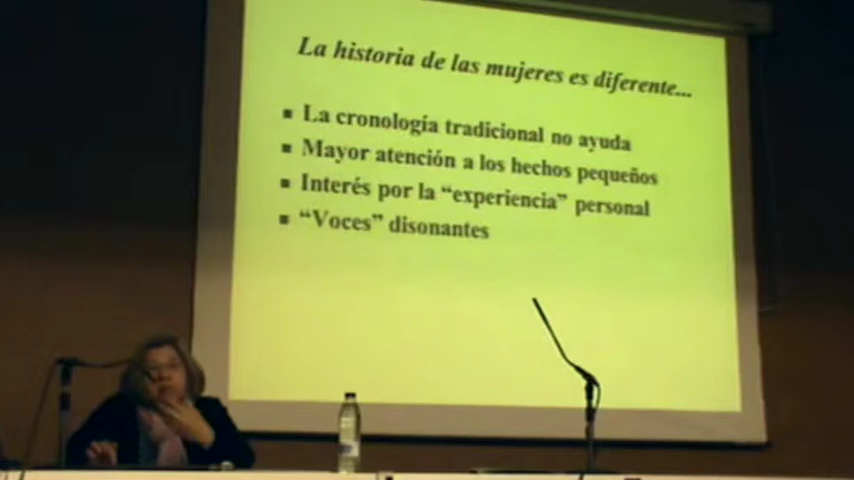 La historia de las mujeres es diferente...
▪ La cronología tradicional no ayuda
▪ Mayor atención a los hechos pequeños
▪ Interés por la “experiencia” personal
▪ “Voces” disonantes